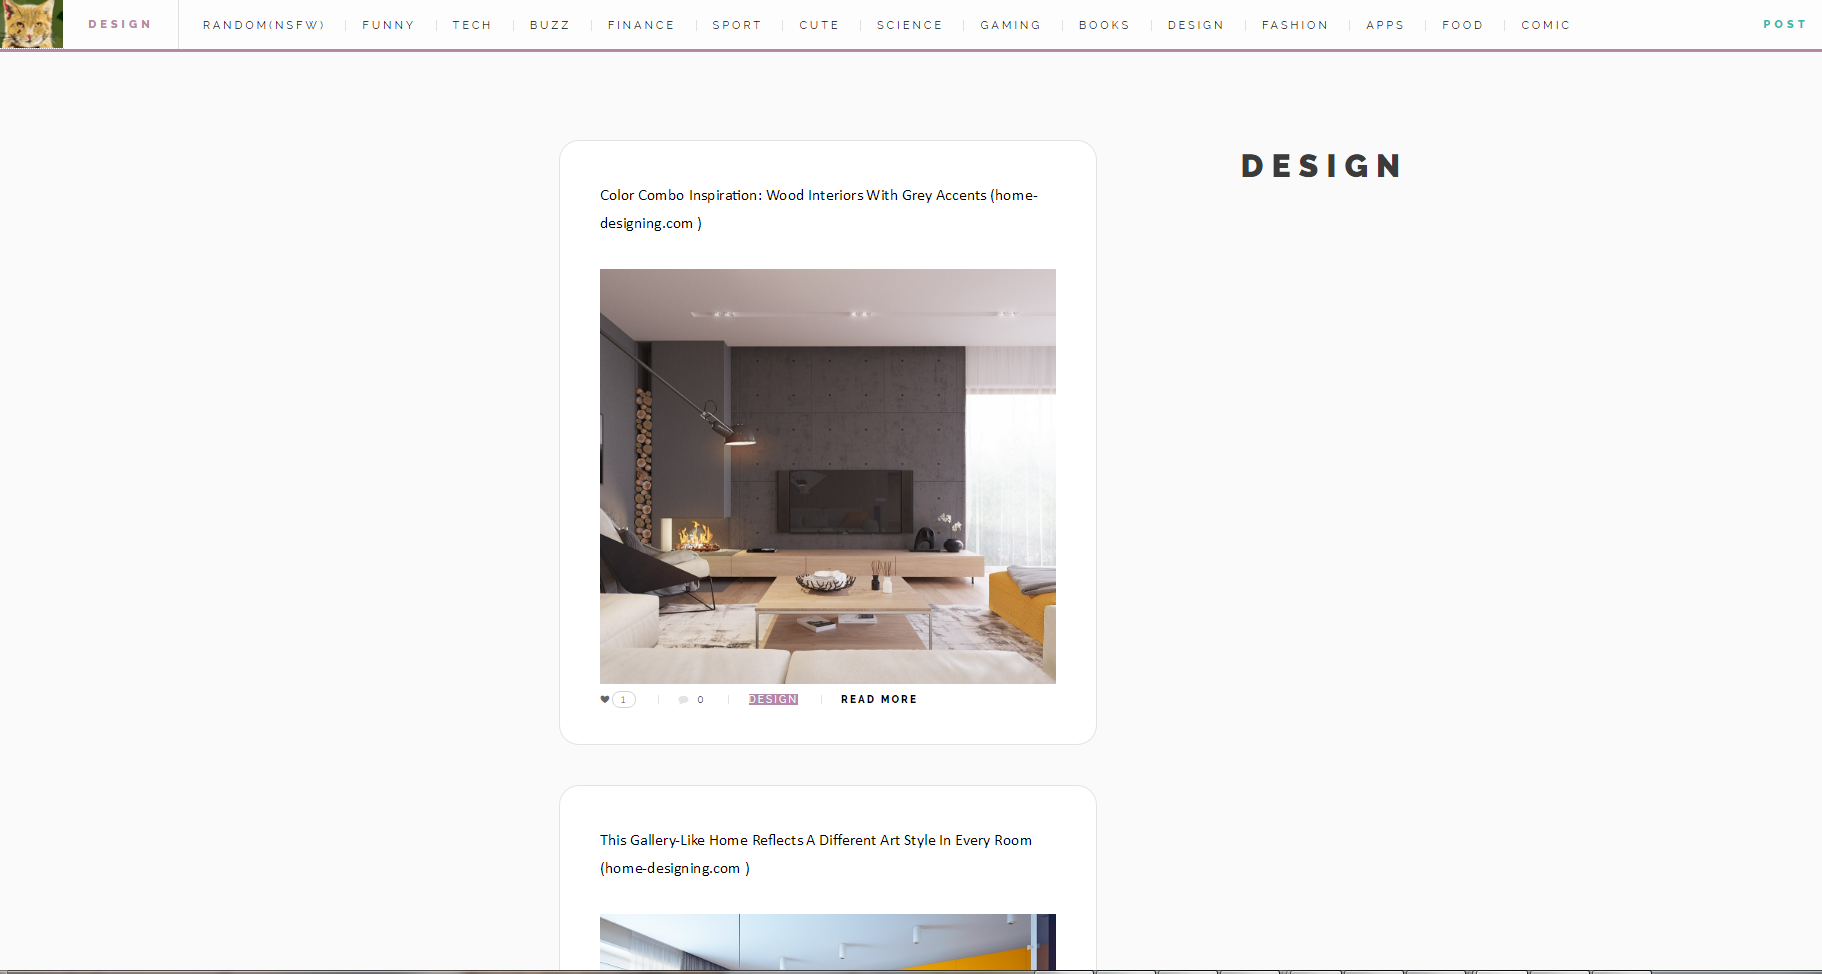 DESIGN
RANDOM(NSFW)
FUNNY
TECH
BUZZ
FINANCE
SPORT
CUTE
SCIENCE
GAMING
BOOKS
DESIGN
FASHION
APPS
FOOD
COMIC
POST
Color Combo Inspiration: Wood Interiors With Grey Accents (home-
designing.com )
1
0
DESIGN
READ MORE
DESIGN
This Gallery-Like Home Reflects A Different Art Style In Every Room
(home-designing.com )